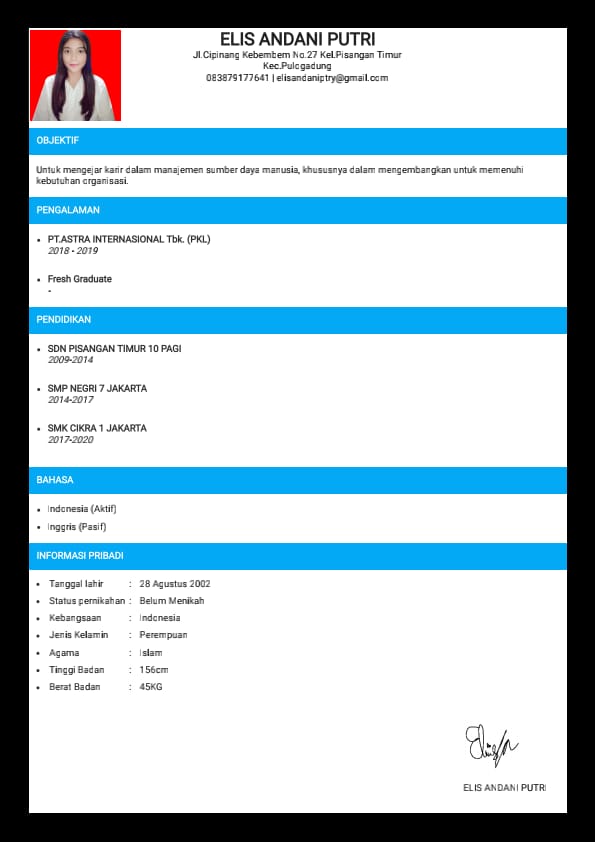 ELIS ANDANI PUTRI
Jl.Cipinang Kebembem No.27 Kel.Pisangan Timur
Kec.Pulogadung
083879177641 | elisandaniptry@gmail.com
OBJEKTIF
Untuk mengejar karir dalam manajemen sumber daya manusia, khususnya dalam mengembangkan untuk memenuhi
kebutuhan organisasi.
PENGALAMAN
• PT.ASTRA INTERNASIONAL Tbk. (PKL)
2018 - 2019
• Fresh Graduate
-
PENDIDIKAN
• SDN PISANGAN TIMUR 10 PAGI
2009-2014
• SMP NEGRI 7 JAKARTA
2014-2017
• SMK CIKRA 1 JAKARTA
2017-2020
BAHASA
• Indonesia (Aktif)
• Inggris (Pasif)
INFORMASI PRIBADI
• Tanggal lahir : 28 Agustus 2002
• Status pernikahan : Belum Menikah
• Kebangsaan : Indonesia
• Jenis Kelamin : Perempuan
• Agama : Islam
• Tinggi Badan : 156cm
• Berat Badan : 45KG
ELIS ANDANI PUTRI